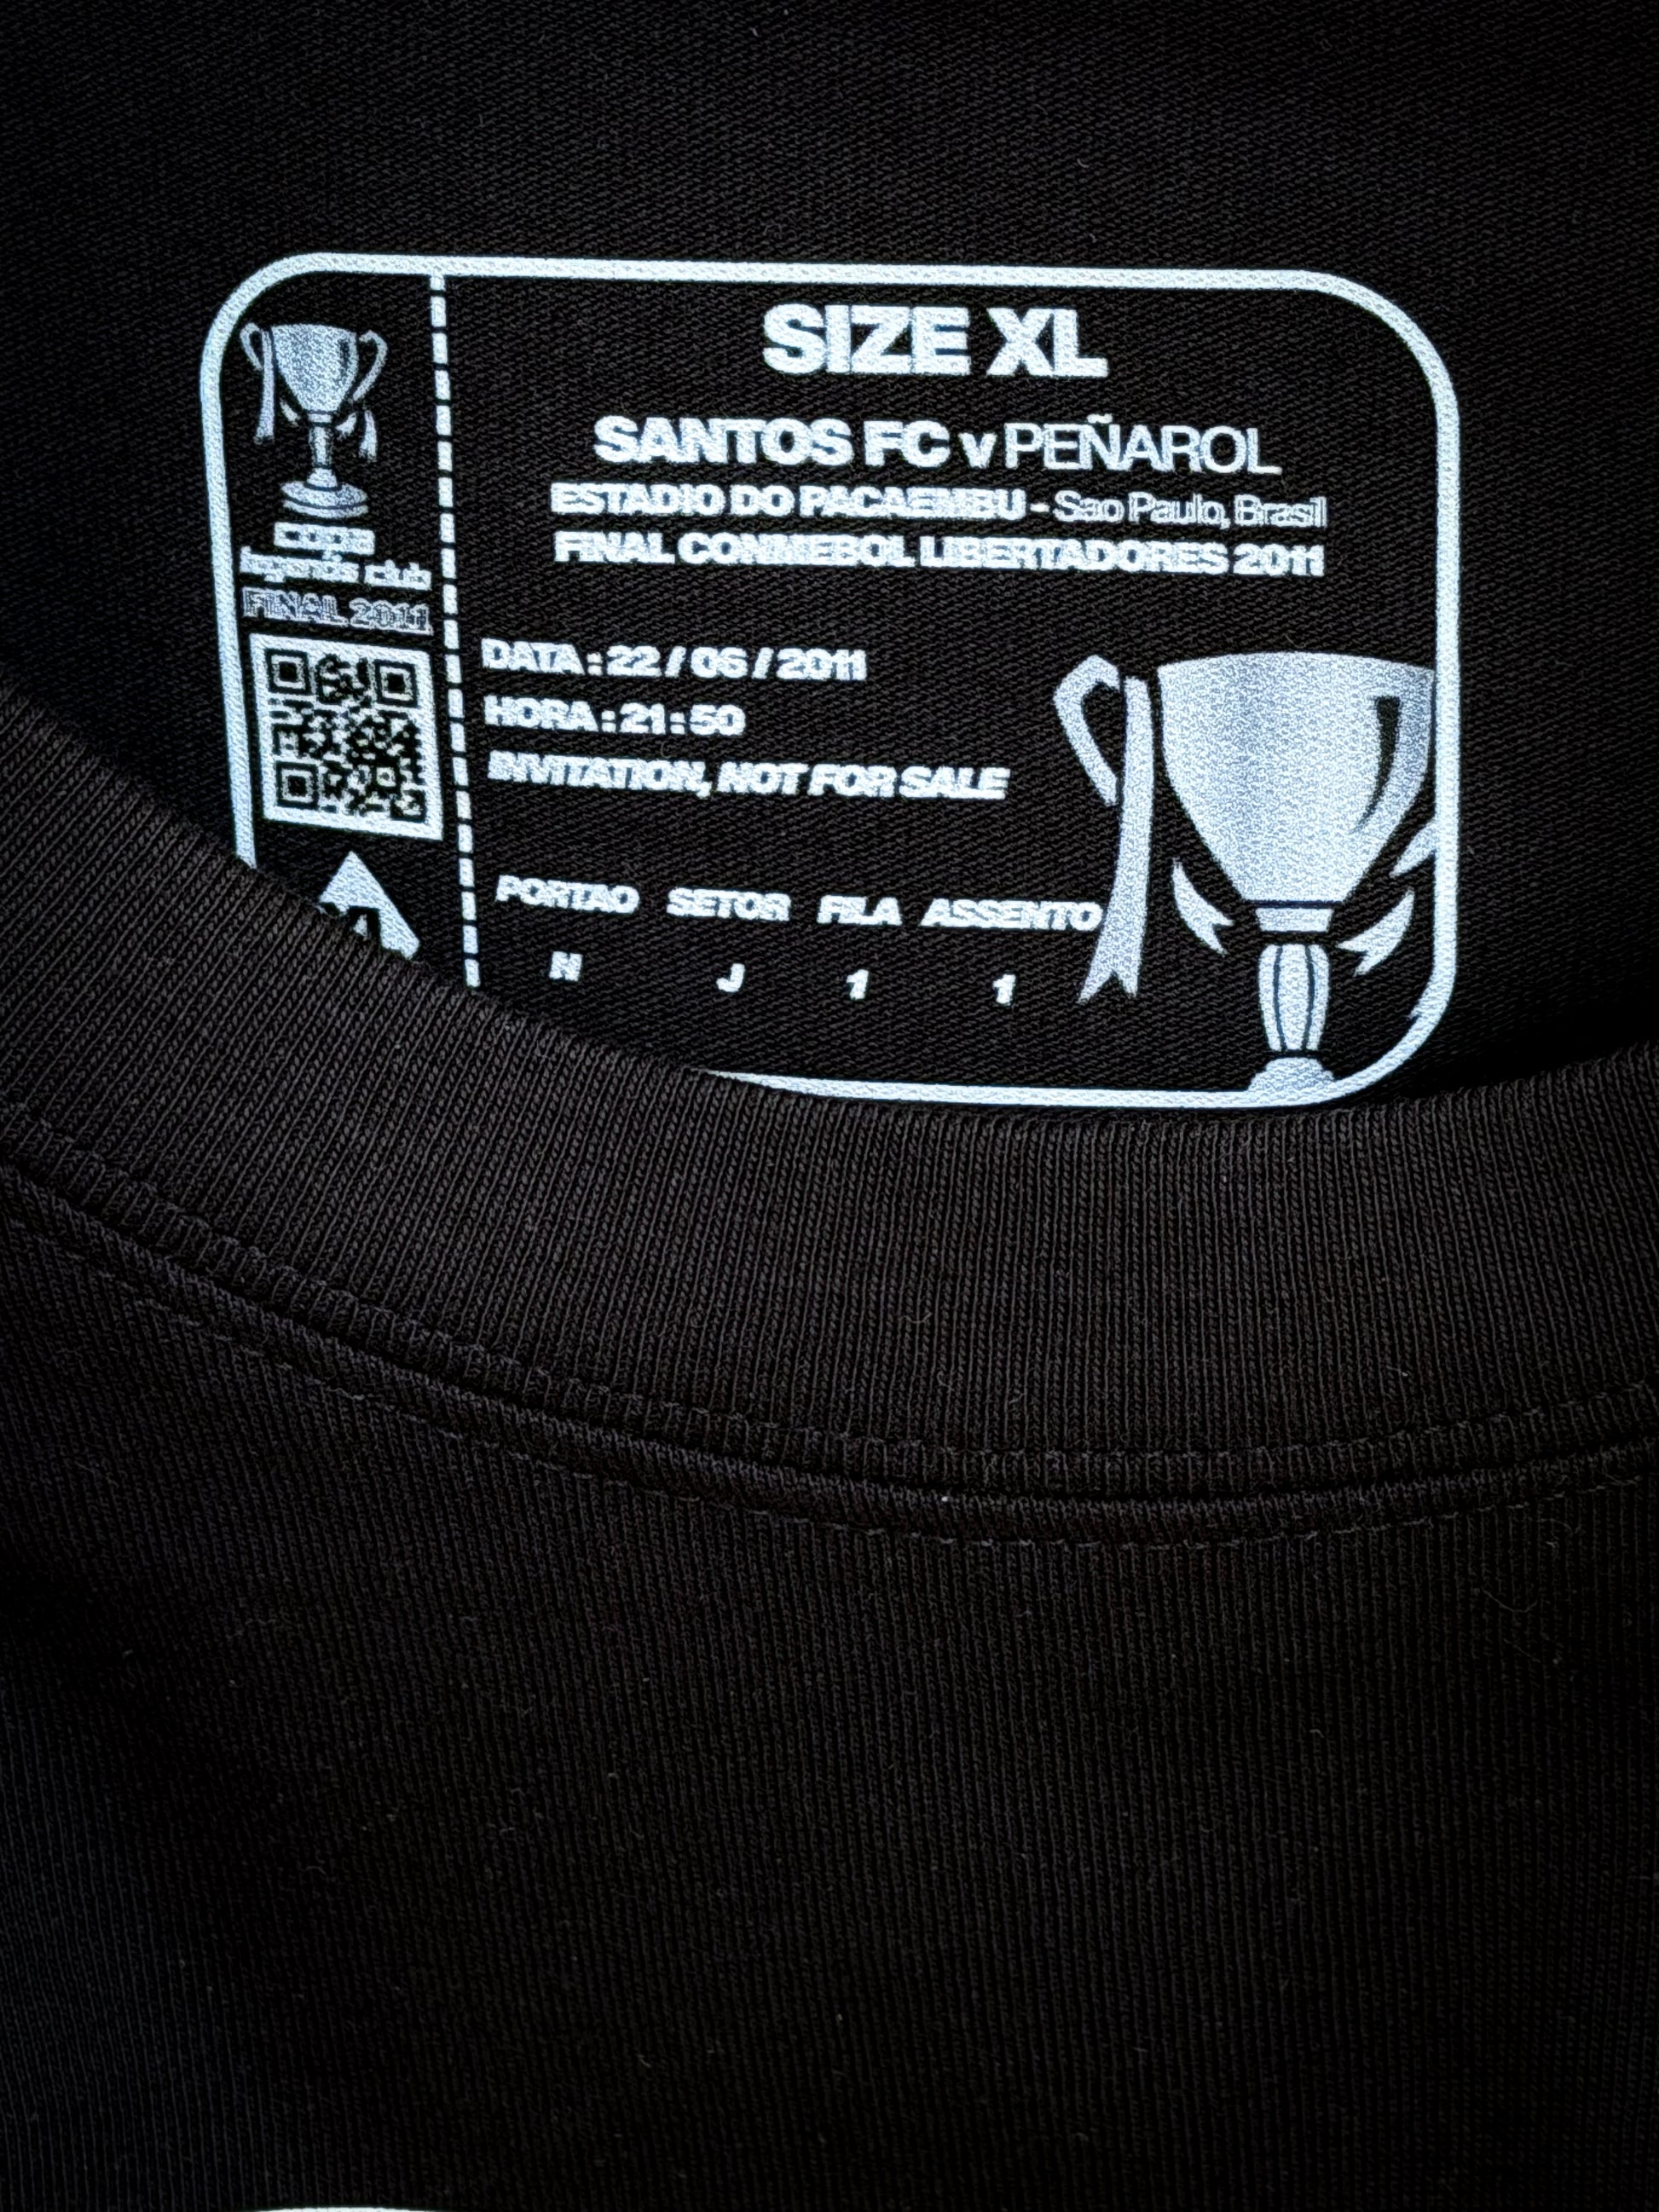 COPA
legends club
FINAL 2011
SIZE XL
SANTOS FC v PEÑAROL
ESTADIO DO PACAEMBU - Sao Paulo, Brasil
FINAL CONMEBOL LIBERTADORES 2011
DATA : 22 / 06 / 2011
HORA : 21 : 50
INVITATION, NOT FOR SALE
PORTAO SETOR FILA ASSENTO
N J 1 1